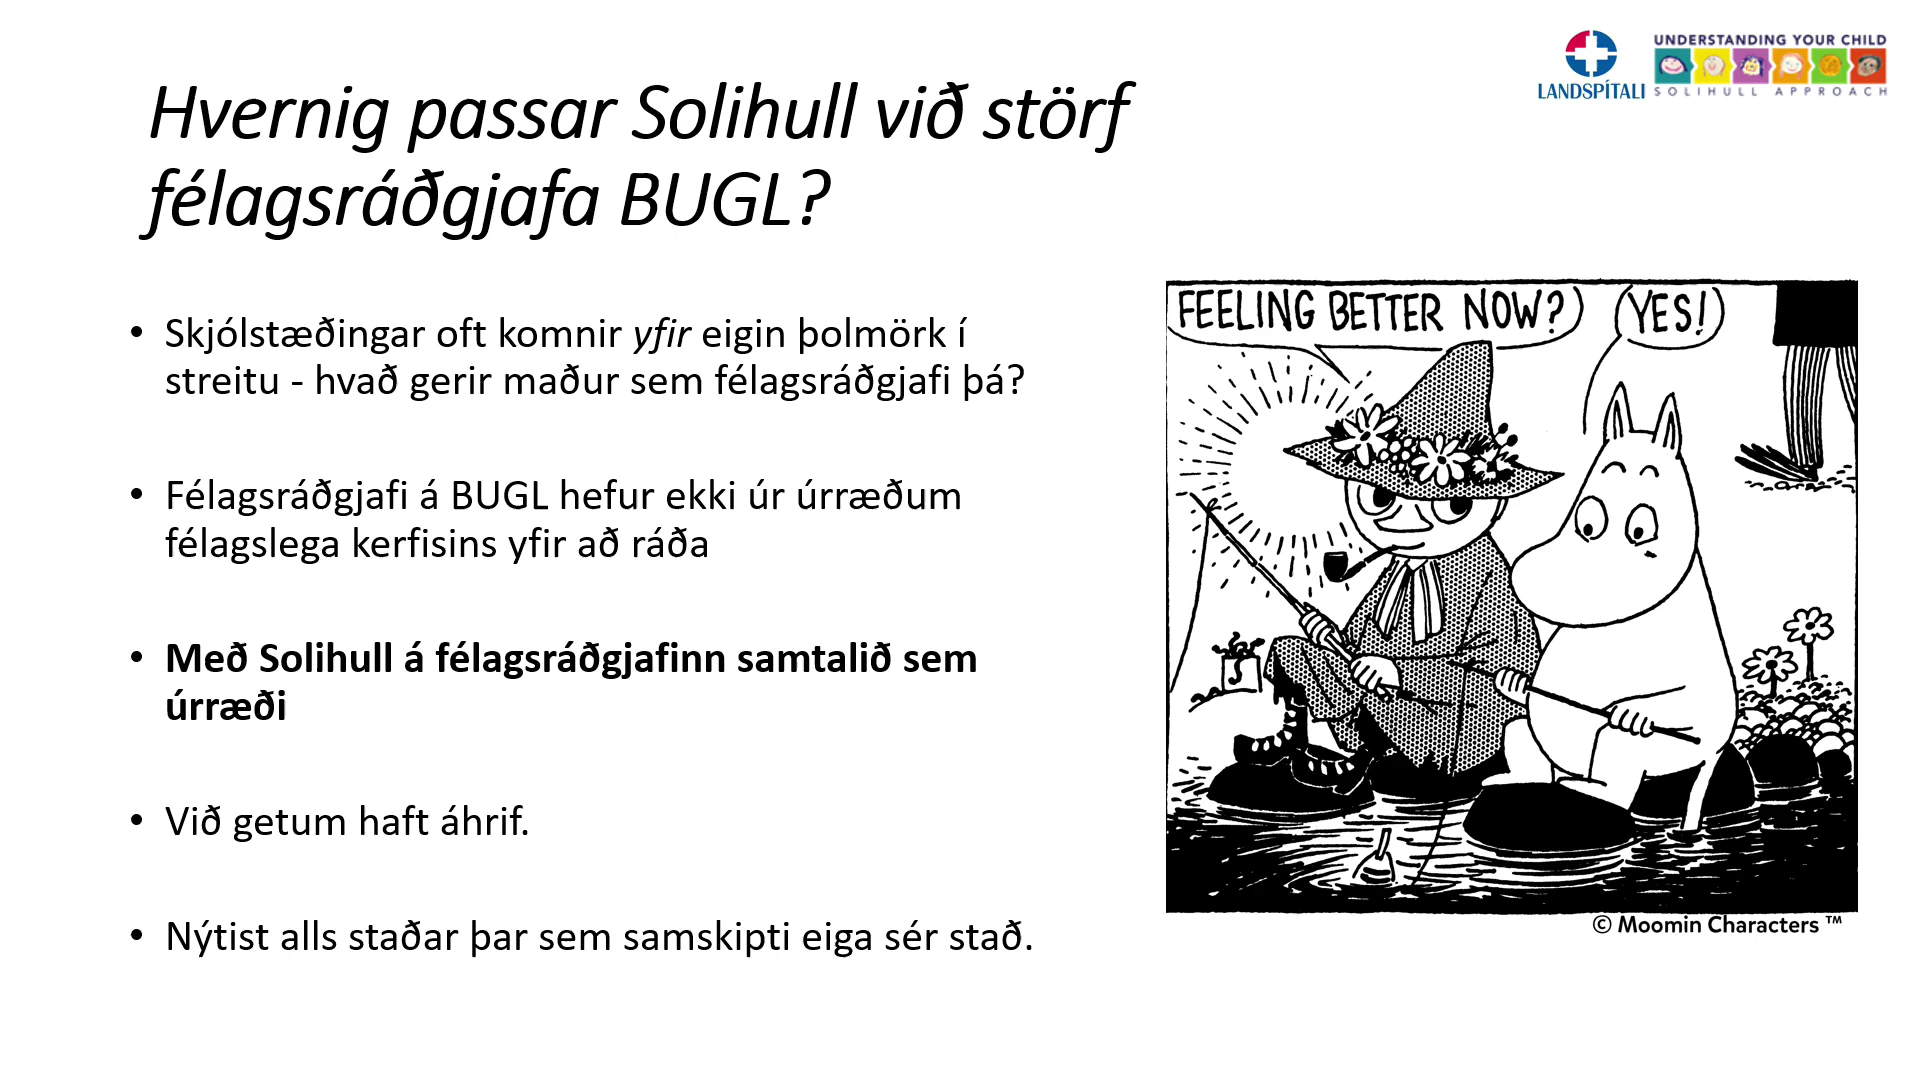 LANDSPÍTALI
UNDERSTANDING YOUR CHILD
SOLIHULL APPROACH
Hvernig passar Solihull við störf
félagsráðgjafa BUGL?
• Skjólstæðingar oft komnir yfir eigin þolmörk í
streitu - hvað gerir maður sem félagsráðgjafi þá?
• Félagsráðgjafi á BUGL hefur ekki úr úrræðum
félagslega kerfisins yfir að ráða
• Með Solihull á félagsráðgjafinn samtalið sem
úrræði
• Við getum haft áhrif.
• Nýtist alls staðar þar sem samskipti eiga sér stað.
FEELING BETTER NOW?
YES!
© Moomin Characters ™